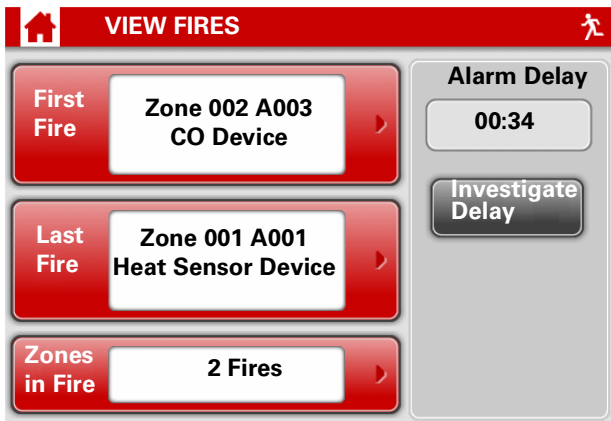 VIEW FIRES
First
Fire
Zone 002 A003
CO Device
Last
Fire
Zone 001 A001
Heat Sensor Device
Zones
in Fire
2 Fires
Alarm Delay
00:34
Investigate
Delay